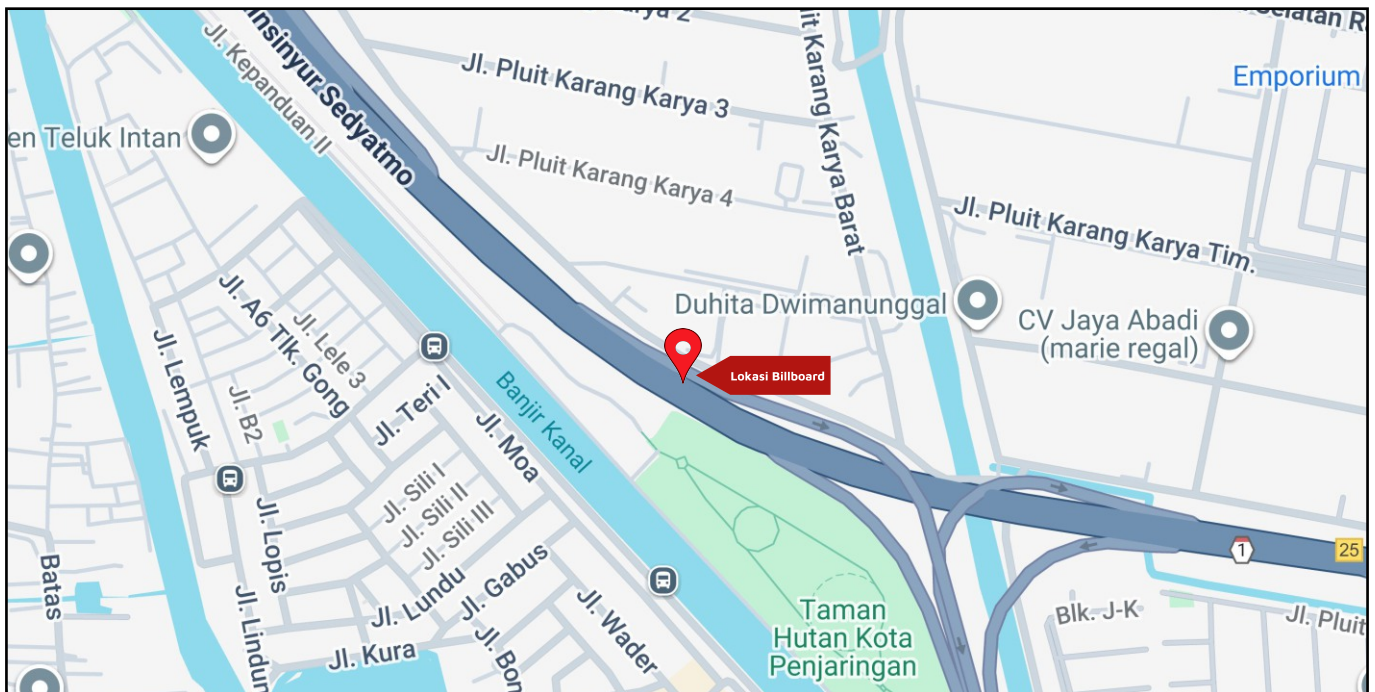 arya 2
Selatan R
Insinyur Sedyatmo
Jl. Kepanduan II
Jl. Pluit Karang Karya 3
it Karang Karya Barat
Emporium
en Teluk Intan
Jl. Pluit Karang Karya 4
Jl. Pluit Karang Karya Tim.
Duhita Dwimanunggal
CV Jaya Abadi
(marie regal)
Lokasi Billboard
Jl. A6 Tlk. Gong
Jl. Lele 3
Jl. Lempuk
Jl. B2
Jl. Teri I
Banjir Kanal
Jl. Moa
Jl. Sili I
Jl. Sili II
Jl. Sili III
Jl. Lopis
Batas
Jl. Lundu
Jl. Gabus
Jl. Lindun
Jl. Kura
Jl. Bon
Jl. Wader
Taman
Hutan Kota
Penjaringan
1
25
Blk. J-K
Jl. Pluit